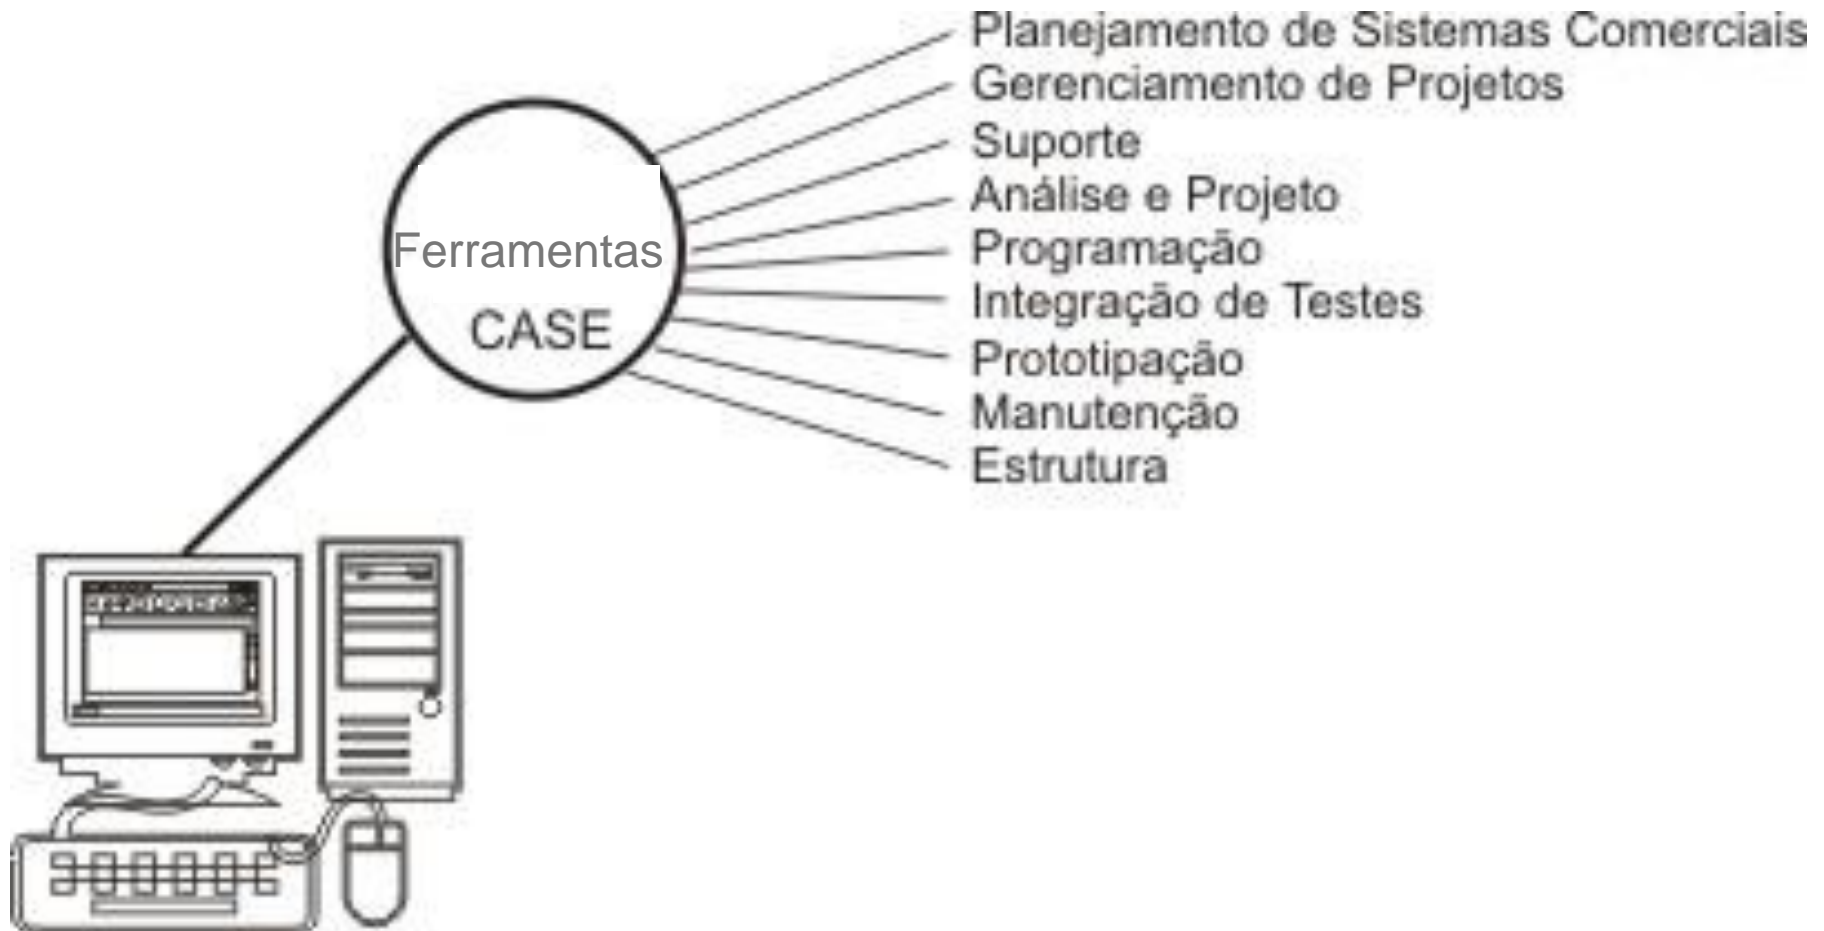 Planejamento de Sistemas Comerciais
Gerenciamento de Projetos
Suporte
Análise e Projeto
Programação
Integração de Testes
Prototipação
Manutenção
Estrutura
Ferramentas
CASE